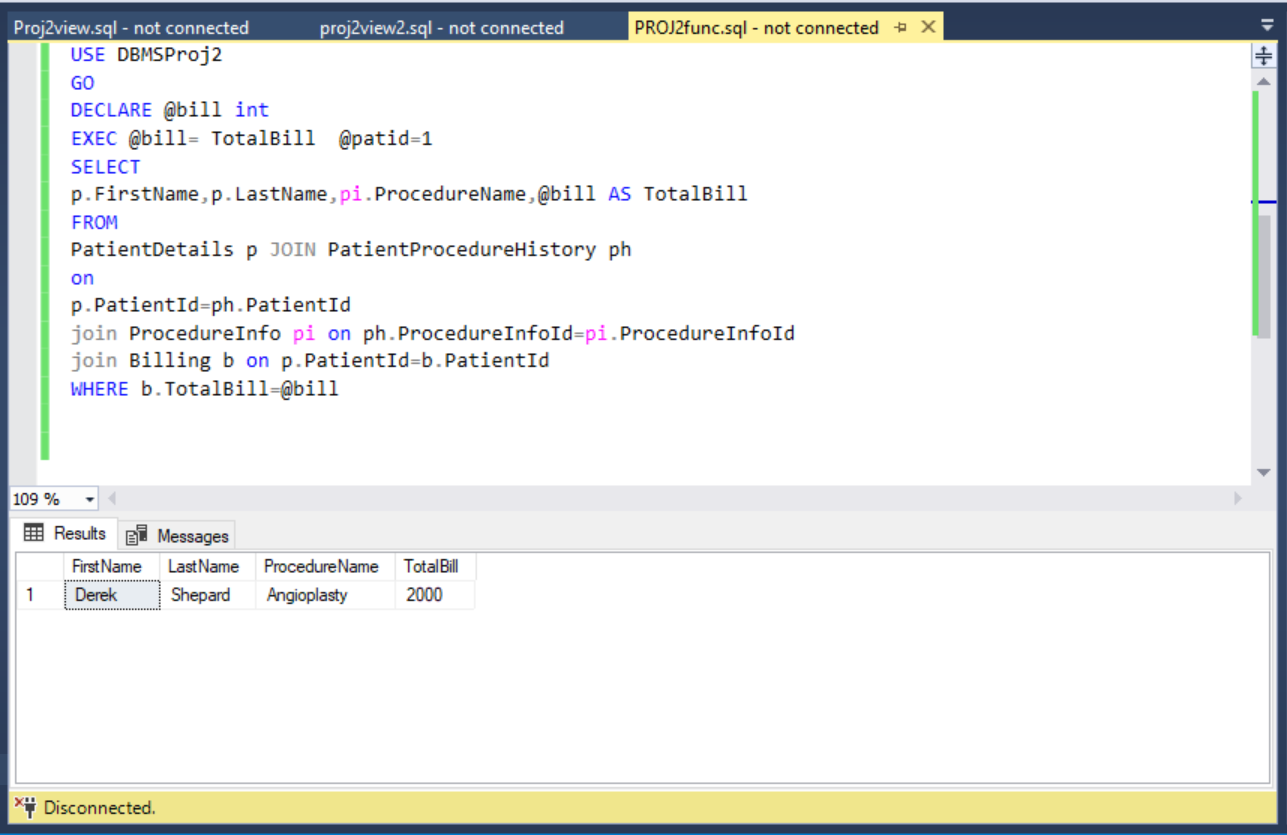 Proj2view.sql - not connected proj2view2.sql - not connected PROJ2func.sql - not connected
USE DBMSProj2
GO
DECLARE @bill int
EXEC @bill= TotalBill  @patid=1
SELECT
p.FirstName,p.LastName,pi.ProcedureName,@bill AS TotalBill
FROM
PatientDetails p JOIN PatientProcedureHistory ph
on
p.PatientId=ph.PatientId
join ProcedureInfo pi on ph.ProcedureInfoId=pi.ProcedureInfoId
join Billing b on p.PatientId=b.PatientId
WHERE b.TotalBill=@bill
109 %
Results Messages
FirstName LastName ProcedureName TotalBill
1 Derek Shepard Angioplasty 2000
Disconnected.